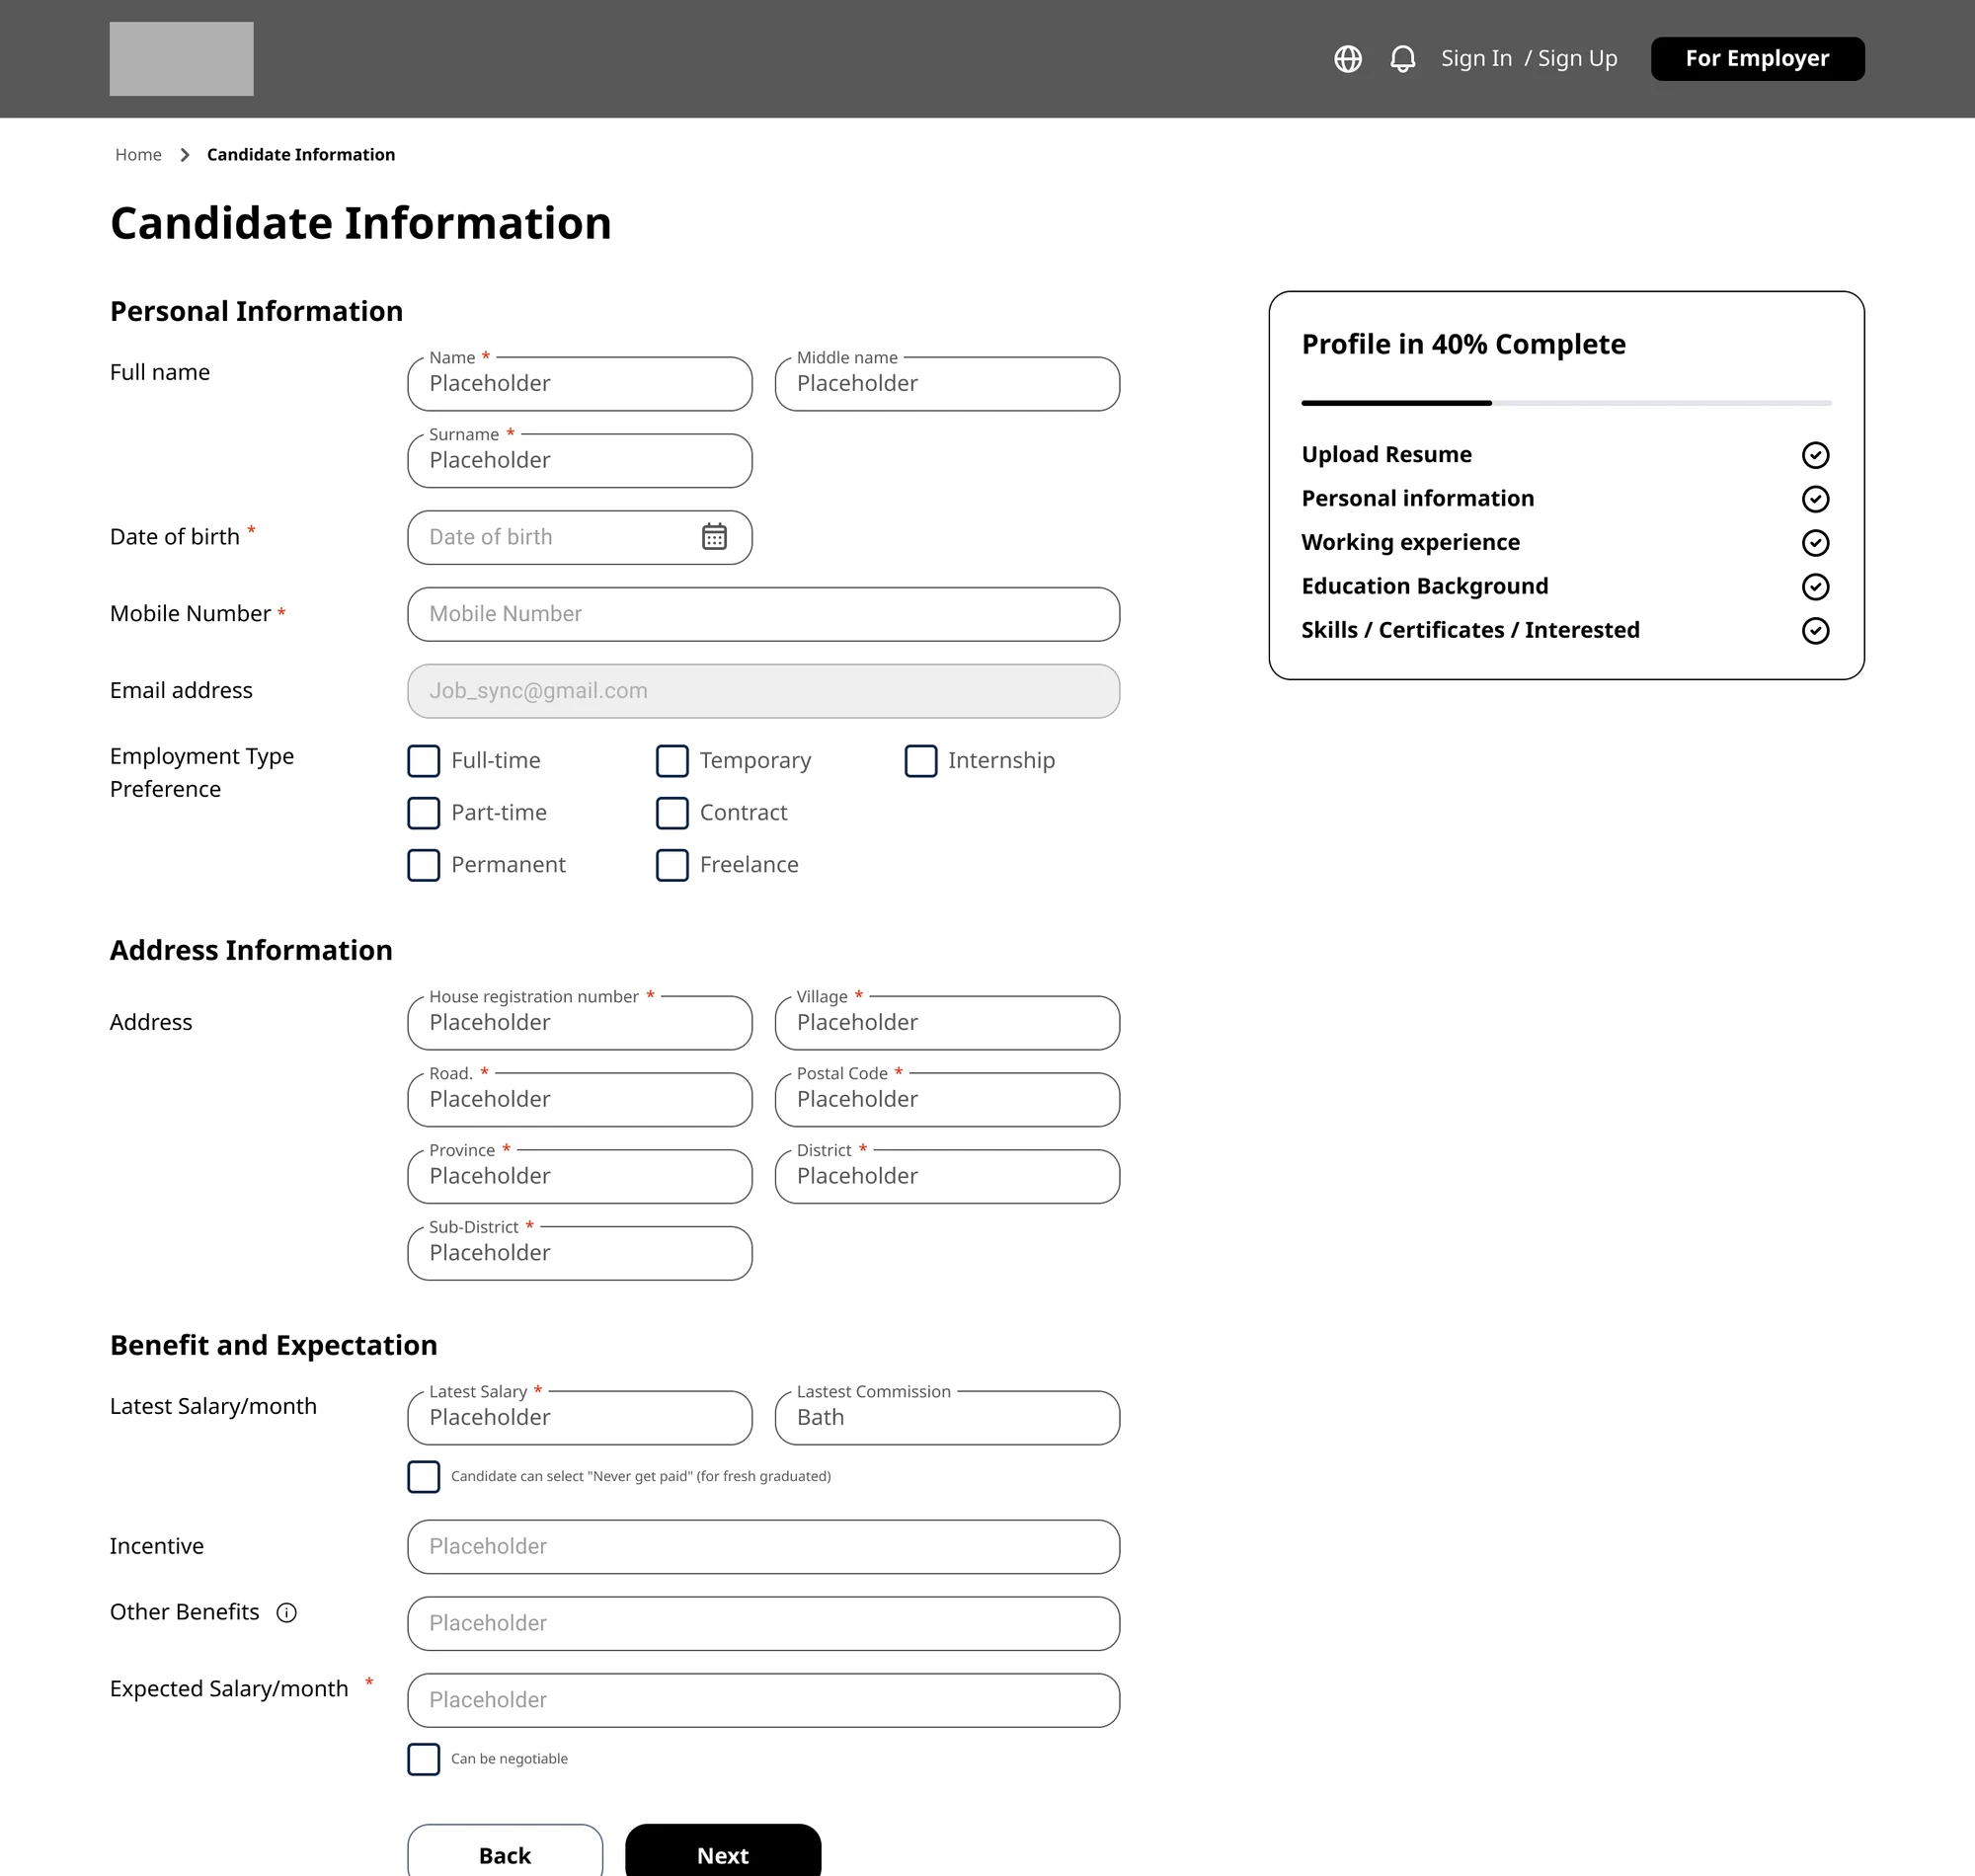 Sign In / Sign Up
For Employer
Home
Candidate Information
Candidate Information
Personal Information
Full name
Name *
Placeholder
Middle name
Placeholder
Surname *
Placeholder
Date of birth *
Date of birth
Mobile Number *
Mobile Number
Email address
Job_sync@gmail.com
Employment Type
Preference
Full-time
Temporary
Internship
Part-time
Contract
Permanent
Freelance
Address Information
Address
House registration number *
Placeholder
Village *
Placeholder
Road. *
Placeholder
Postal Code *
Placeholder
Province *
Placeholder
District *
Placeholder
Sub-District *
Placeholder
Benefit and Expectation
Latest Salary/month
Latest Salary *
Placeholder
Lastest Commission
Bath
Candidate can select "Never get paid" (for fresh graduated)
Incentive
Placeholder
Other Benefits
Placeholder
Expected Salary/month *
Placeholder
Can be negotiable
Back
Next
Profile in 40% Complete
Upload Resume
Personal information
Working experience
Education Background
Skills / Certificates / Interested